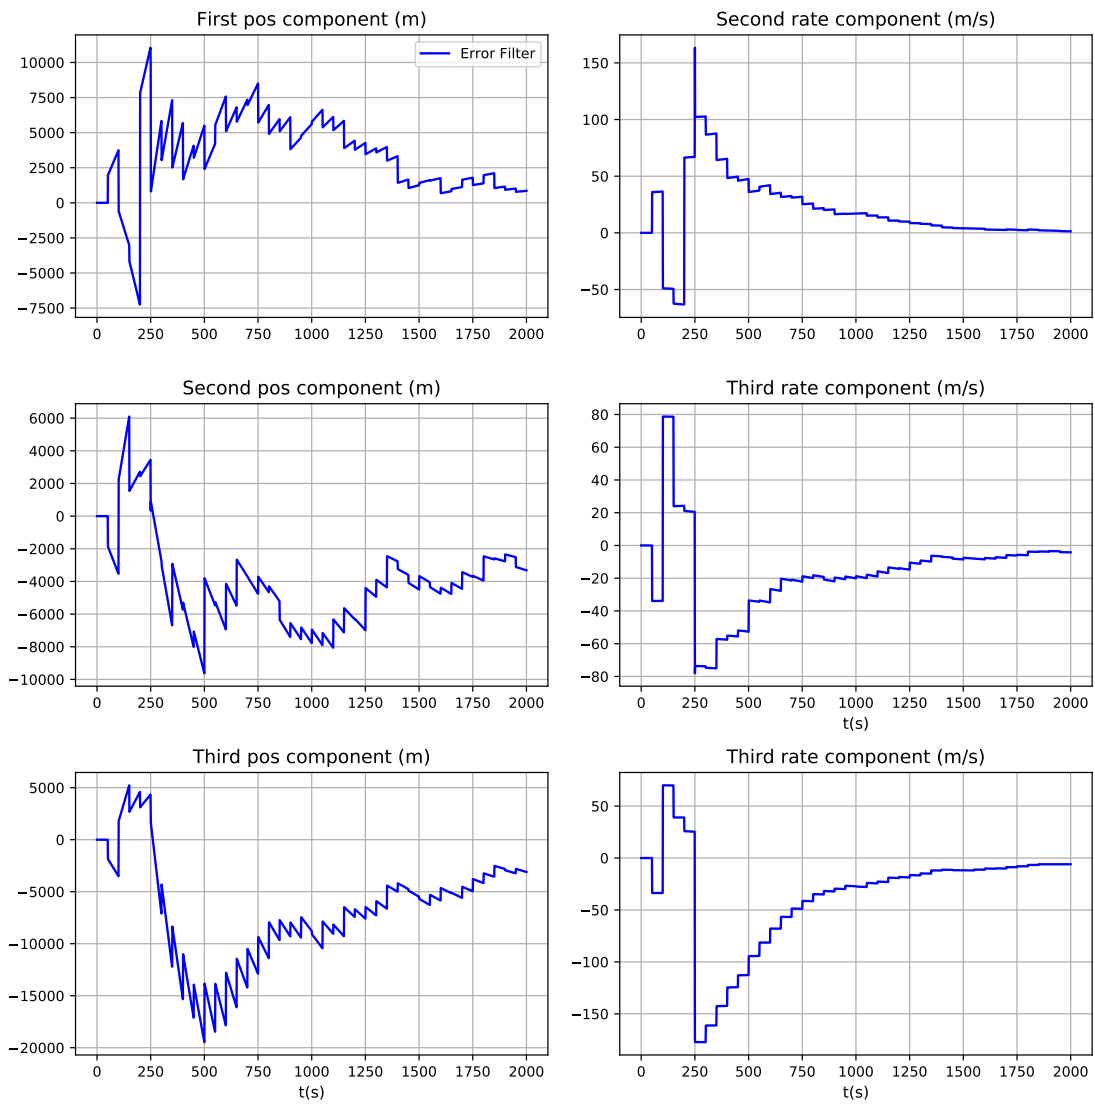 First pos component (m)
Error Filter
10000
7500
5000
2500
0
−2500
−5000
−7500
0 250 500 750 1000 1250 1500 1750 2000
Second rate component (m/s)
150
100
50
0
−50
0 250 500 750 1000 1250 1500 1750 2000
Second pos component (m)
6000
4000
2000
0
−2000
−4000
−6000
−8000
−10000
0 250 500 750 1000 1250 1500 1750 2000
Third rate component (m/s)
80
60
40
20
0
−20
−40
−60
−80
0 250 500 750 1000 1250 1500 1750 2000
t(s)
Third pos component (m)
5000
0
−5000
−10000
−15000
−20000
0 250 500 750 1000 1250 1500 1750 2000
t(s)
Third rate component (m/s)
50
0
−50
−100
−150
0 250 500 750 1000 1250 1500 1750 2000
t(s)